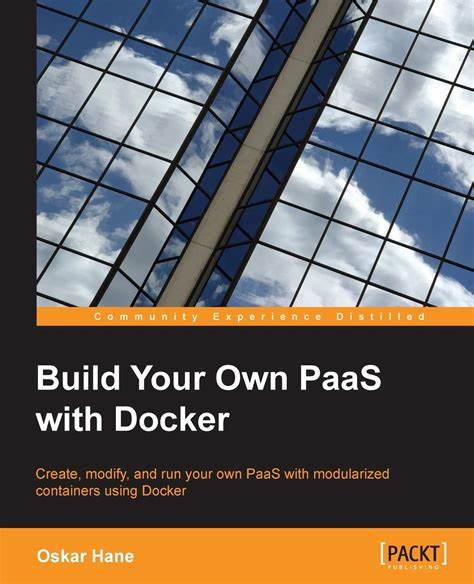 Community Experience Distilled
Build Your Own PaaS
with Docker
Create, modify, and run your own PaaS with modularized
containers using Docker
Oskar Hane
[PACKT]
PUBLISHING